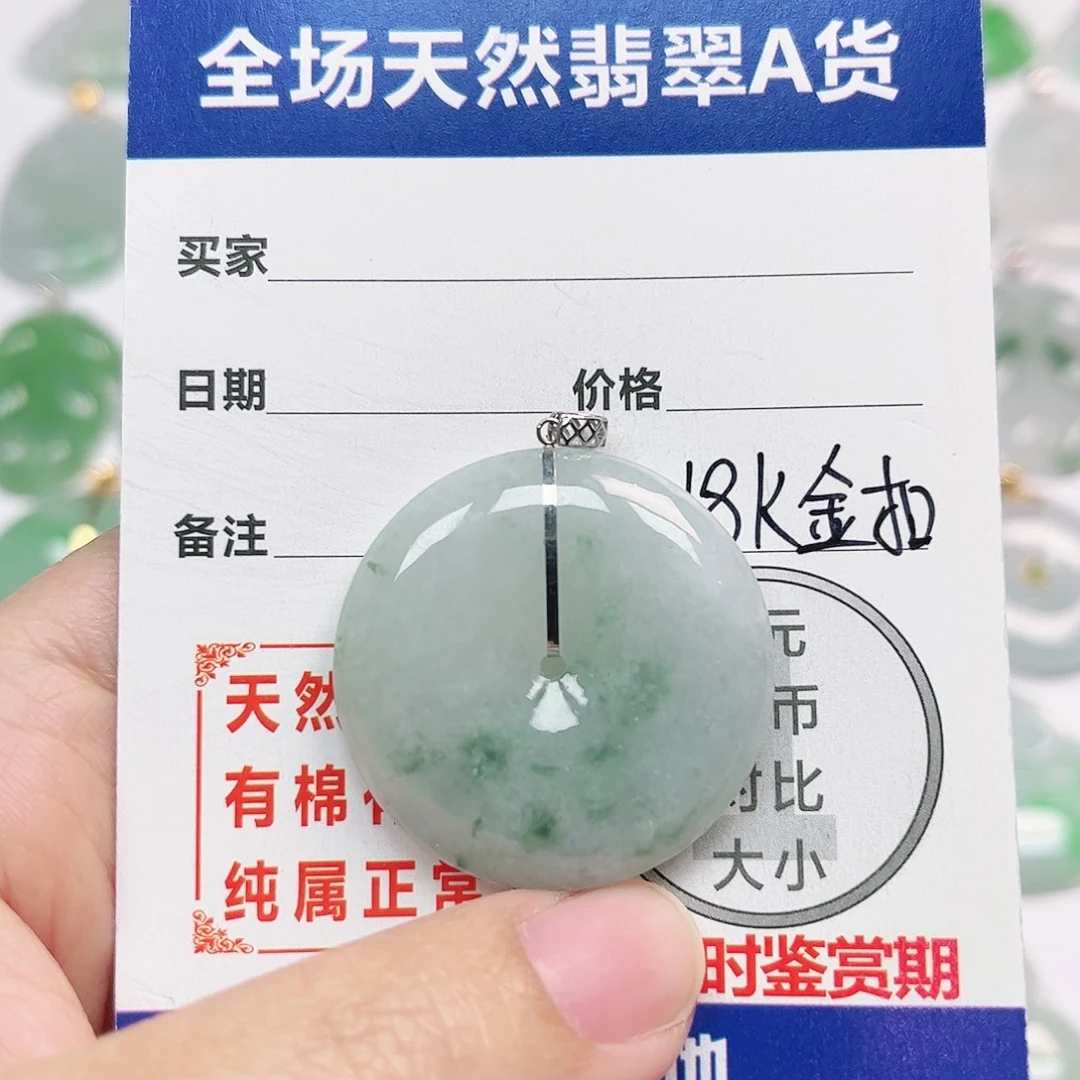 全场天然翡翠A货
买家
日期 价格
备注 18K金扣
元
币
对比
大小
天然
有棉
纯属正常
时鉴赏期